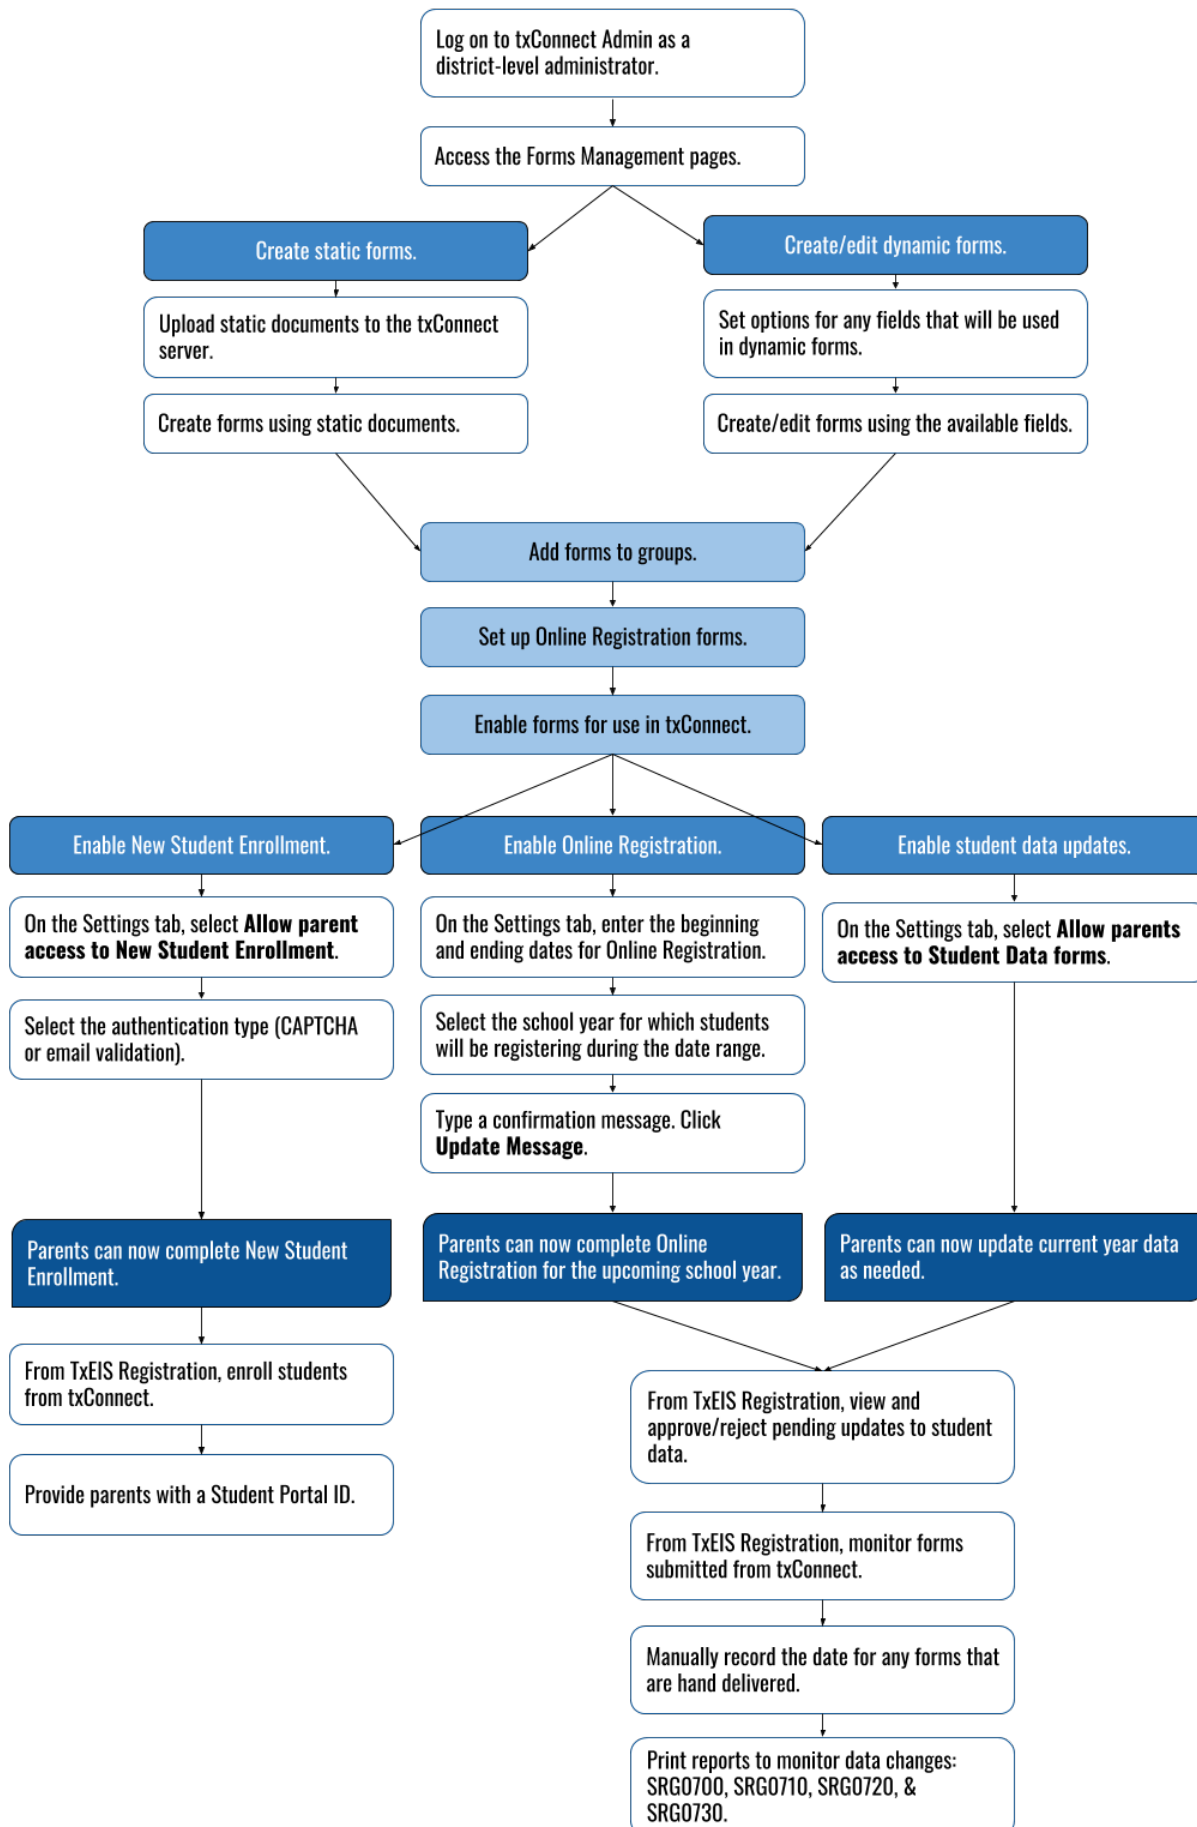 Log on to txConnect Admin as a
district-level administrator.
Access the Forms Management pages.
Create static forms.
Create/edit dynamic forms.
Upload static documents to the txConnect
server.
Set options for any fields that will be used
in dynamic forms.
Create forms using static documents.
Create/edit forms using the available fields.
Add forms to groups.
Set up Online Registration forms.
Enable forms for use in txConnect.
Enable New Student Enrollment.
Enable Online Registration.
Enable student data updates.
On the Settings tab, select Allow parent
access to New Student Enrollment.
On the Settings tab, enter the beginning
and ending dates for Online Registration.
On the Settings tab, select Allow parents
access to Student Data forms.
Select the authentication type (CAPTCHA
or email validation).
Select the school year for which students
will be registering during the date range.
Type a confirmation message. Click
Update Message.
Parents can now complete New Student
Enrollment.
Parents can now complete Online
Registration for the upcoming school year.
Parents can now update current year data
as needed.
From TxEIS Registration, enroll students
from txConnect.
Provide parents with a Student Portal ID.
From TxEIS Registration, view and
approve/reject pending updates to student
data.
From TxEIS Registration, monitor forms
submitted from txConnect.
Manually record the date for any forms that
are hand delivered.
Print reports to monitor data changes:
SRG0700, SRG0710, SRG0720, &
SRG0730.